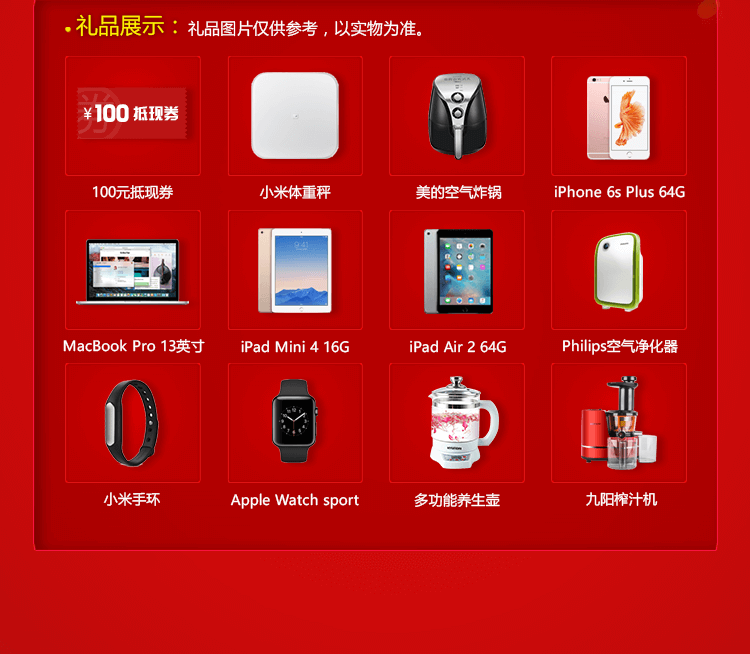 • 礼品展示：礼品图片仅供参考，以实物为准。
券
¥100 抵现券
100元抵现券
小米体重秤
美的空气炸锅
iPhone 6s Plus 64G
9:41
MacBook Pro 13英寸
iPad Mini 4 16G
iPad Air 2 64G
Philips空气净化器
小米手环
Apple Watch sport
多功能养生壶
九阳榨汁机